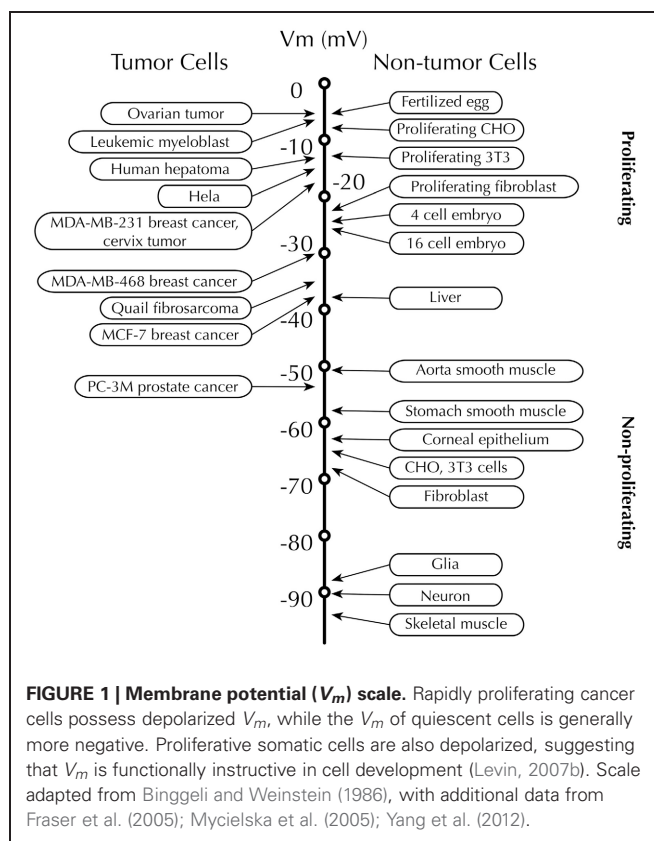 Vm (mV)
Tumor Cells
Non-tumor Cells
0
Ovarian tumor
Fertilized egg
Leukemic myeloblast
Proliferating CHO
-10
Human hepatoma
Proliferating 3T3
Hela
-20
Proliferating fibroblast
MDA-MB-231 breast cancer,
cervix tumor
4 cell embryo
16 cell embryo
Proliferating
-30
MDA-MB-468 breast cancer
Quail fibrosarcoma
Liver
MCF-7 breast cancer
-40
-50
Aorta smooth muscle
PC-3M prostate cancer
Stomach smooth muscle
-60
Corneal epithelium
CHO, 3T3 cells
-70
Fibroblast
Non-proliferating
-80
Glia
-90
Neuron
Skeletal muscle
FIGURE 1 | Membrane potential (Vm) scale. Rapidly proliferating cancer
cells possess depolarized Vm, while the Vm of quiescent cells is generally
more negative. Proliferative somatic cells are also depolarized, suggesting
that Vm is functionally instructive in cell development (Levin, 2007b). Scale
adapted from Binggeli and Weinstein (1986), with additional data from
Fraser et al. (2005); Mycielska et al. (2005); Yang et al. (2012).